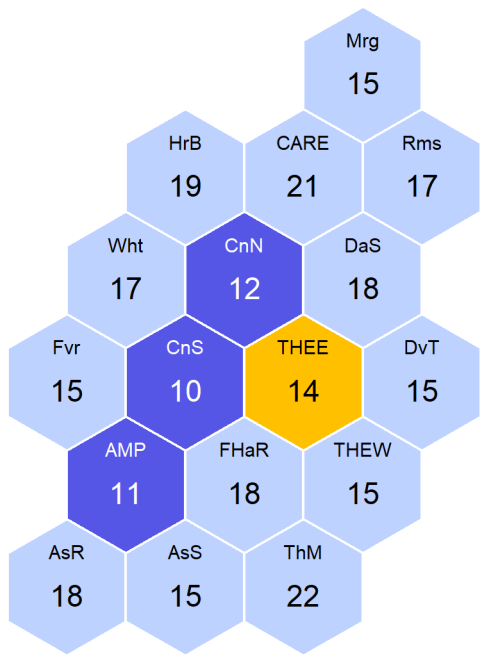 Mrg
15
HrB
CARE
Rms
19
21
17
Wht
CnN
DaS
17
12
18
Fvr
CnS
THEE
DvT
15
10
14
15
AMP
FHaR
THEW
11
18
15
AsR
AsS
ThM
18
15
22